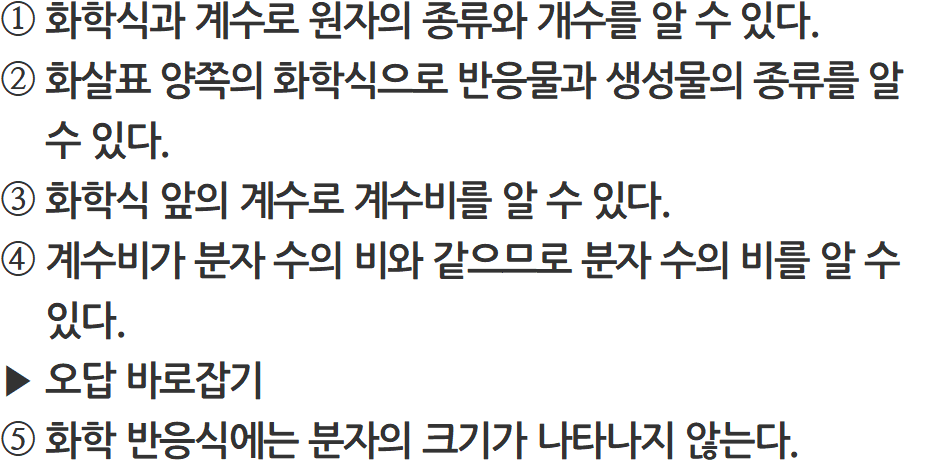 ① 화학식과 계수로 원자의 종류와 개수를 알 수 있다.
② 화살표 양쪽의 화학식으로 반응물과 생성물의 종류를 알
수 있다.
③ 화학식 앞의 계수로 계수비를 알 수 있다.
④ 계수비가 분자 수의 비와 같으므로 분자 수의 비를 알 수
있다.
▶ 오답 바로잡기
⑤ 화학 반응식에는 분자의 크기가 나타나지 않는다.